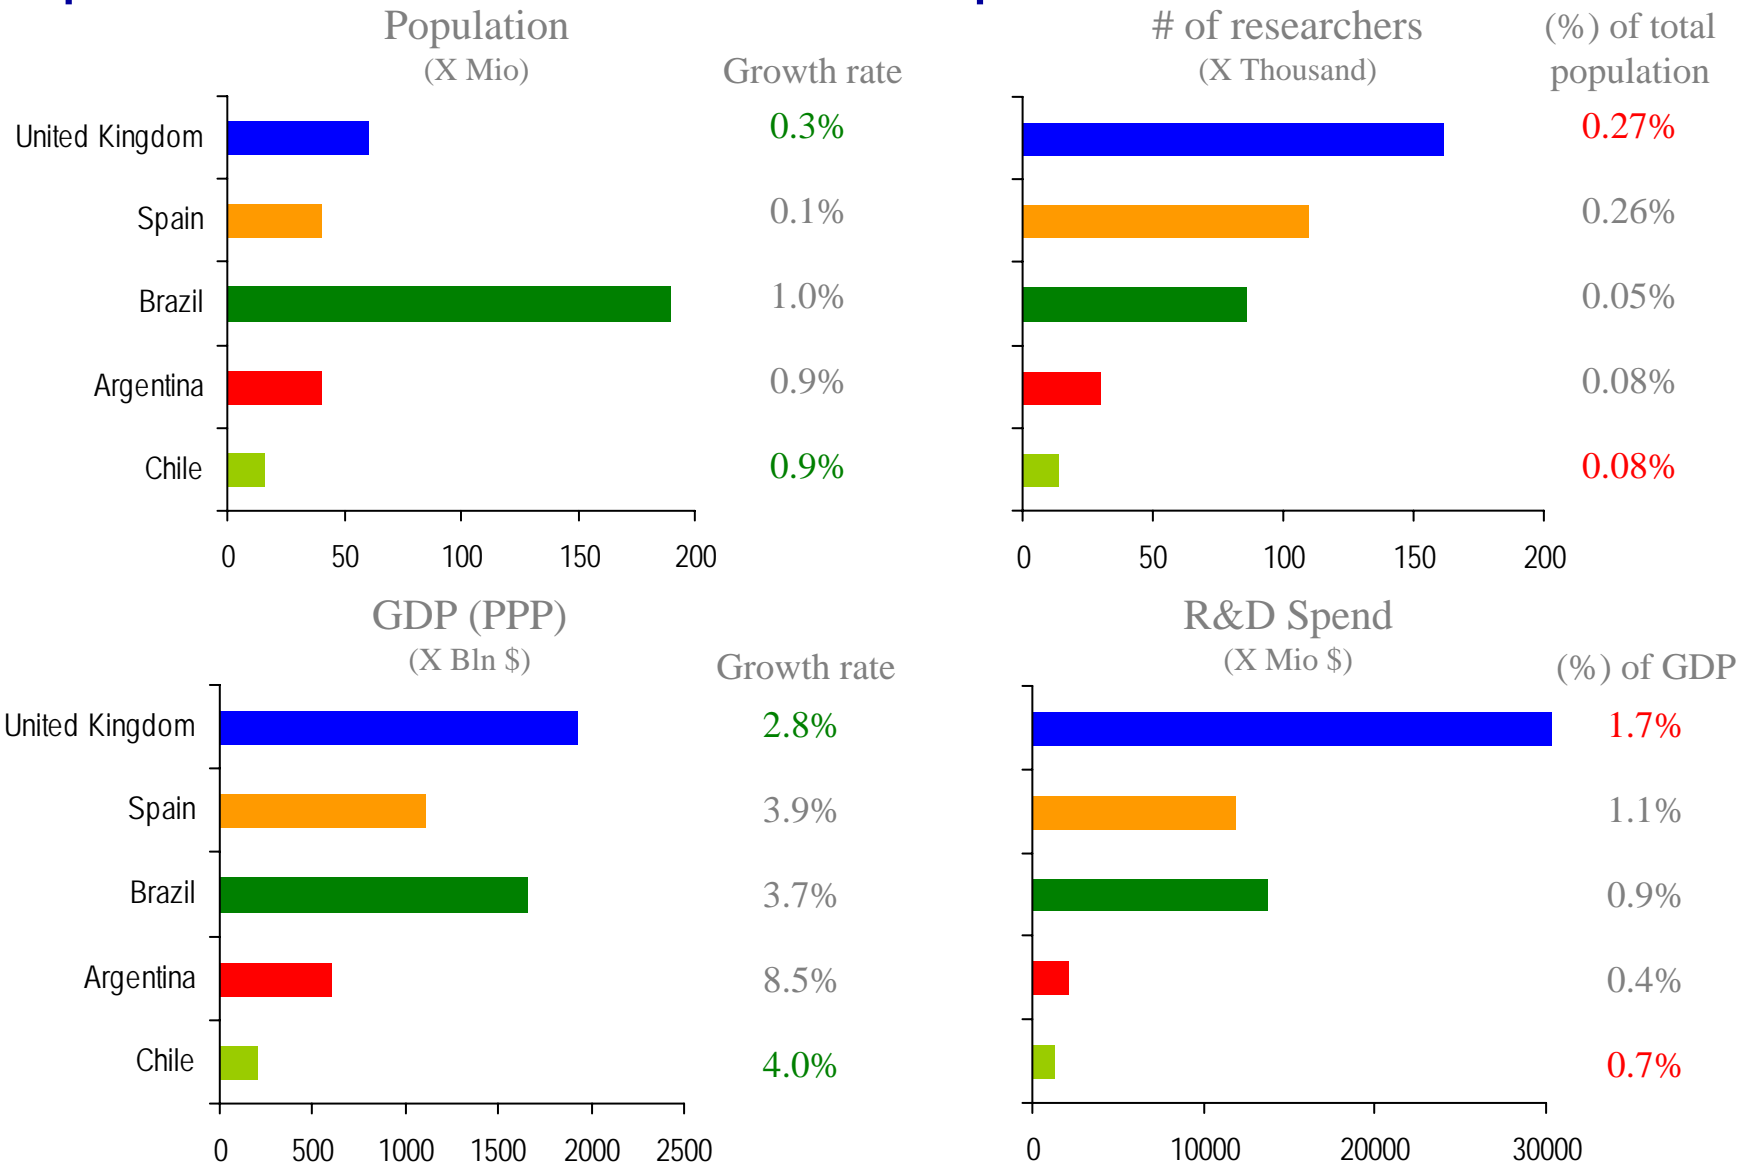 Population
(X Mio)
Growth rate
United Kingdom
0.3%
Spain
0.1%
Brazil
1.0%
Argentina
0.9%
Chile
0.9%
0 50 100 150 200
# of researchers
(X Thousand)
(%) of total
population
0.27%
0.26%
0.05%
0.08%
0.08%
0 50 100 150 200
GDP (PPP)
(X Bln $)
Growth rate
United Kingdom
2.8%
Spain
3.9%
Brazil
3.7%
Argentina
8.5%
Chile
4.0%
0 500 1000 1500 2000 2500
R&D Spend
(X Mio $)
(%) of GDP
1.7%
1.1%
0.9%
0.4%
0.7%
0 10000 20000 30000